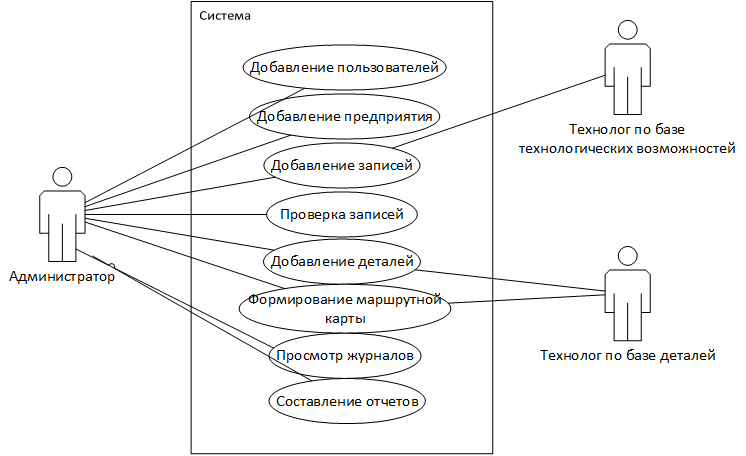 Система
Добавление пользователей
Добавление предприятия
Добавление записей
Проверка записей
Добавление деталей
Формирование маршрутной
карты
Просмотр журналов
Составление отчетов
Администратор
Технолог по базе
технологических возможностей
Технолог по базе деталей